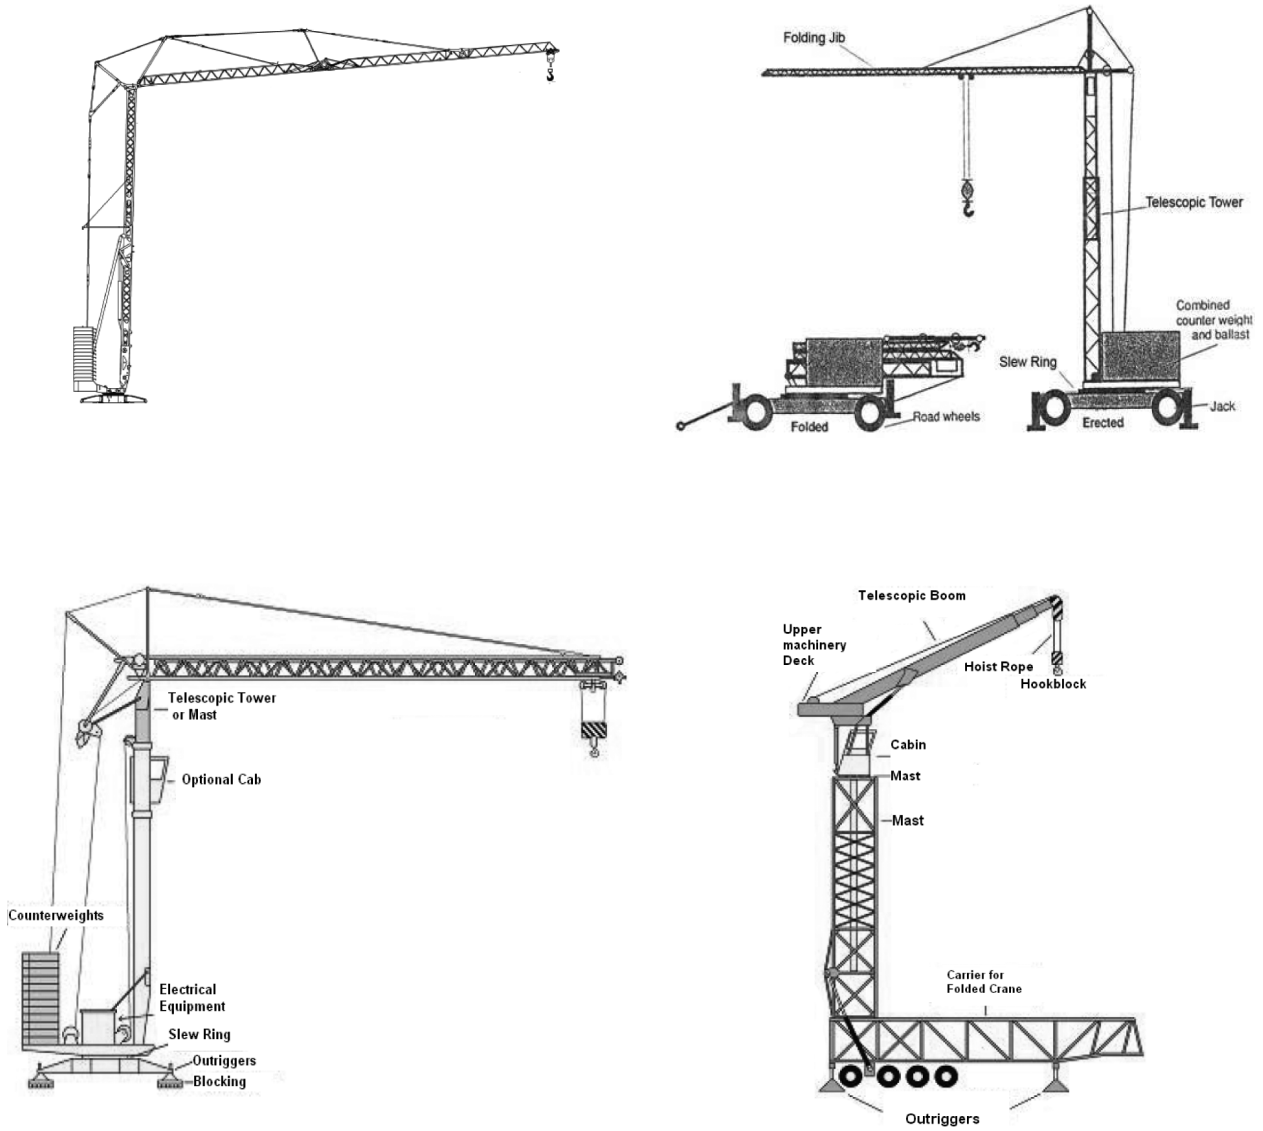 Folding Jib
Telescopic Tower
Combined
counter weight
and ballast
Slew Ring
Jack
Road wheels
Folded
Erected
Telescopic Tower
or Mast
Optional Cab
Counterweights
Electrical
Equipment
Slew Ring
Outriggers
Blocking
Telescopic Boom
Upper
machinery
Deck
Hoist Rope
Hookblock
Cabin
Mast
Mast
Carrier for
Folded Crane
Outriggers